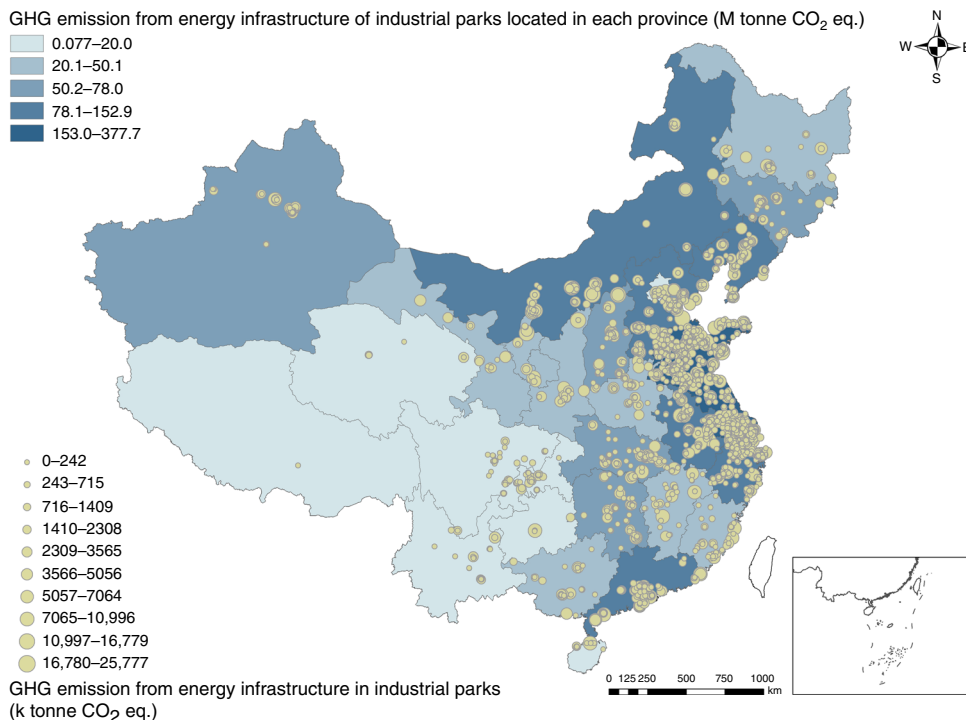 GHG emission from energy infrastructure of industrial parks located in each province (M tonne CO₂ eq.)
0.077–20.0
20.1–50.1
50.2–78.0
78.1–152.9
153.0–377.7
N
W E
S
0–242
243–715
716–1409
1410–2308
2309–3565
3566–5056
5057–7064
7065–10,996
10,997–16,779
16,780–25,777
GHG emission from energy infrastructure in industrial parks
(k tonne CO₂ eq.)
0 125 250 500 750 1000
km